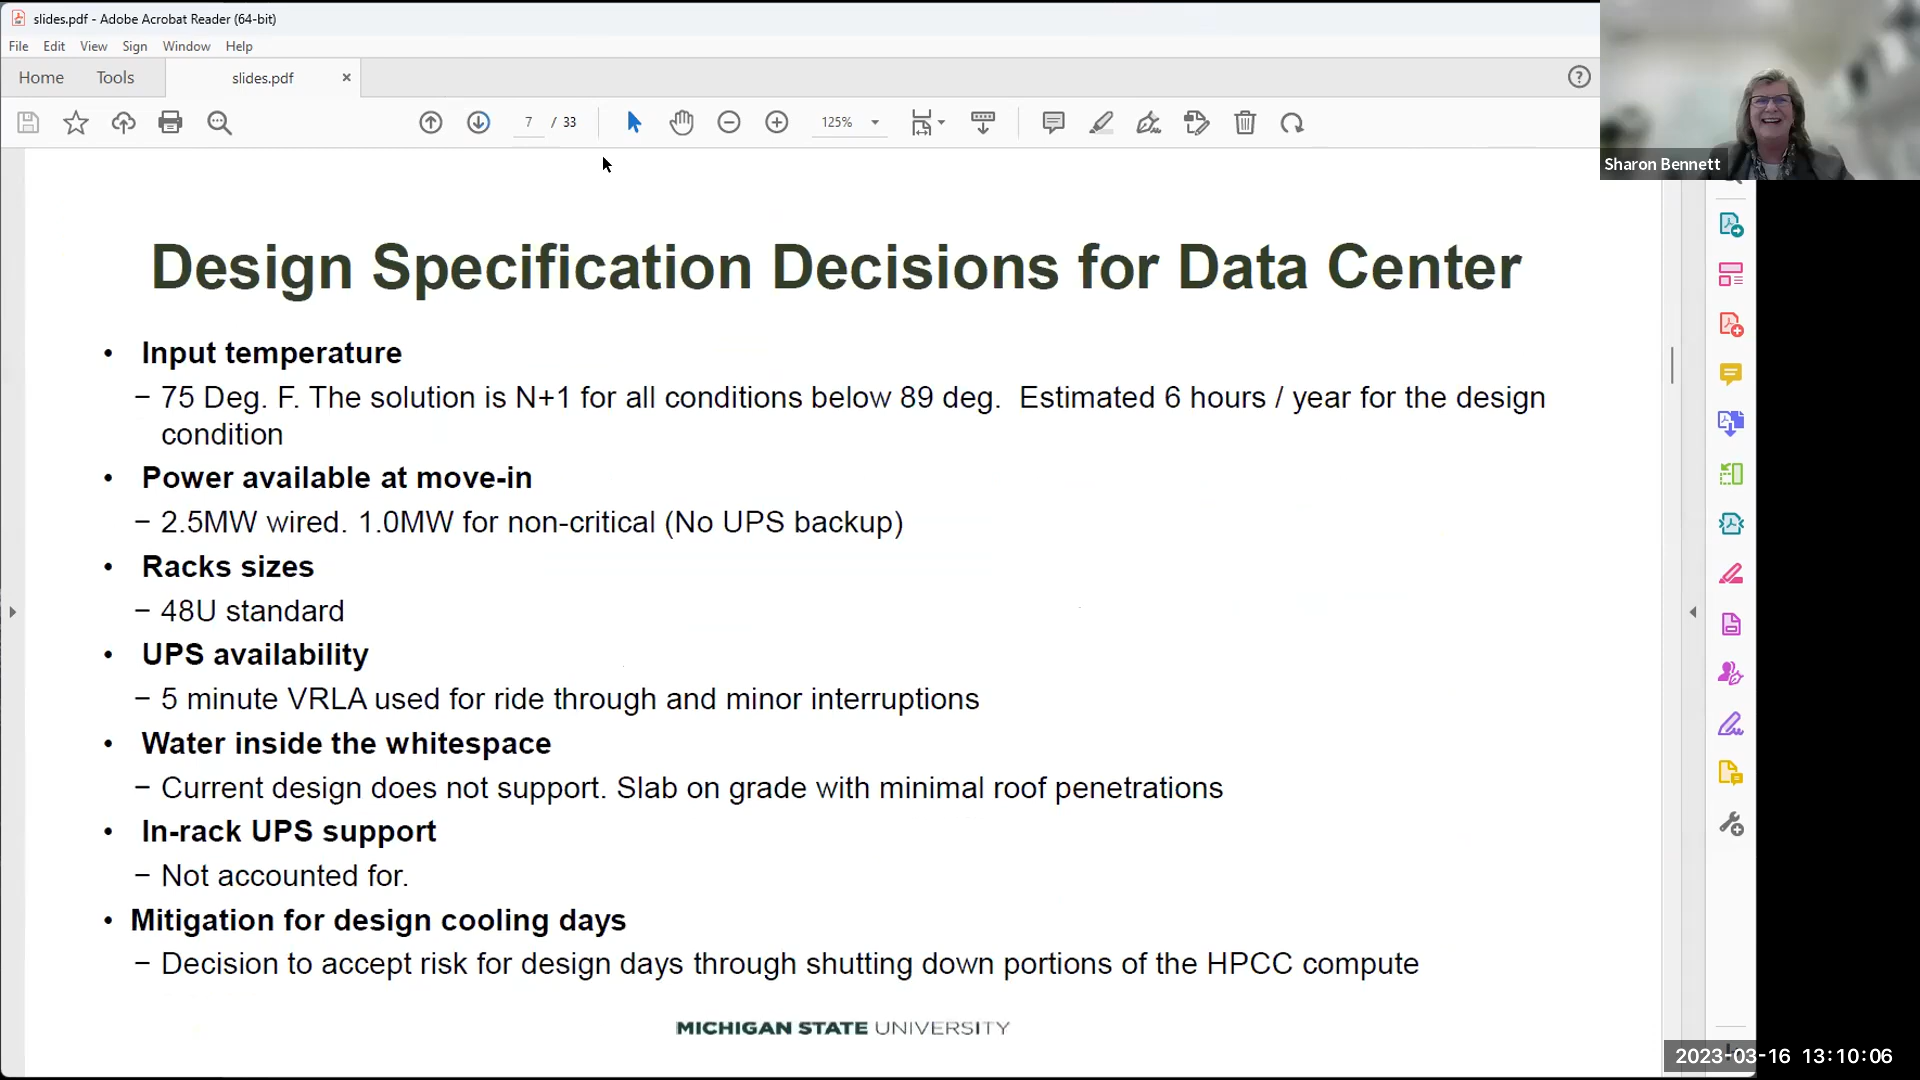 slides.pdf - Adobe Acrobat Reader (64-bit)
File Edit View Sign Window Help
Home Tools slides.pdf ×
7 / 33 125%
Sharon Bennett
Design Specification Decisions for Data Center
• Input temperature
− 75 Deg. F. The solution is N+1 for all conditions below 89 deg.  Estimated 6 hours / year for the design
condition
• Power available at move-in
− 2.5MW wired. 1.0MW for non-critical (No UPS backup)
• Racks sizes
− 48U standard
• UPS availability
− 5 minute VRLA used for ride through and minor interruptions
• Water inside the whitespace
− Current design does not support. Slab on grade with minimal roof penetrations
• In-rack UPS support
− Not accounted for.
• Mitigation for design cooling days
− Decision to accept risk for design days through shutting down portions of the HPCC compute
MICHIGAN STATE UNIVERSITY
2023-03-16 13:10:06